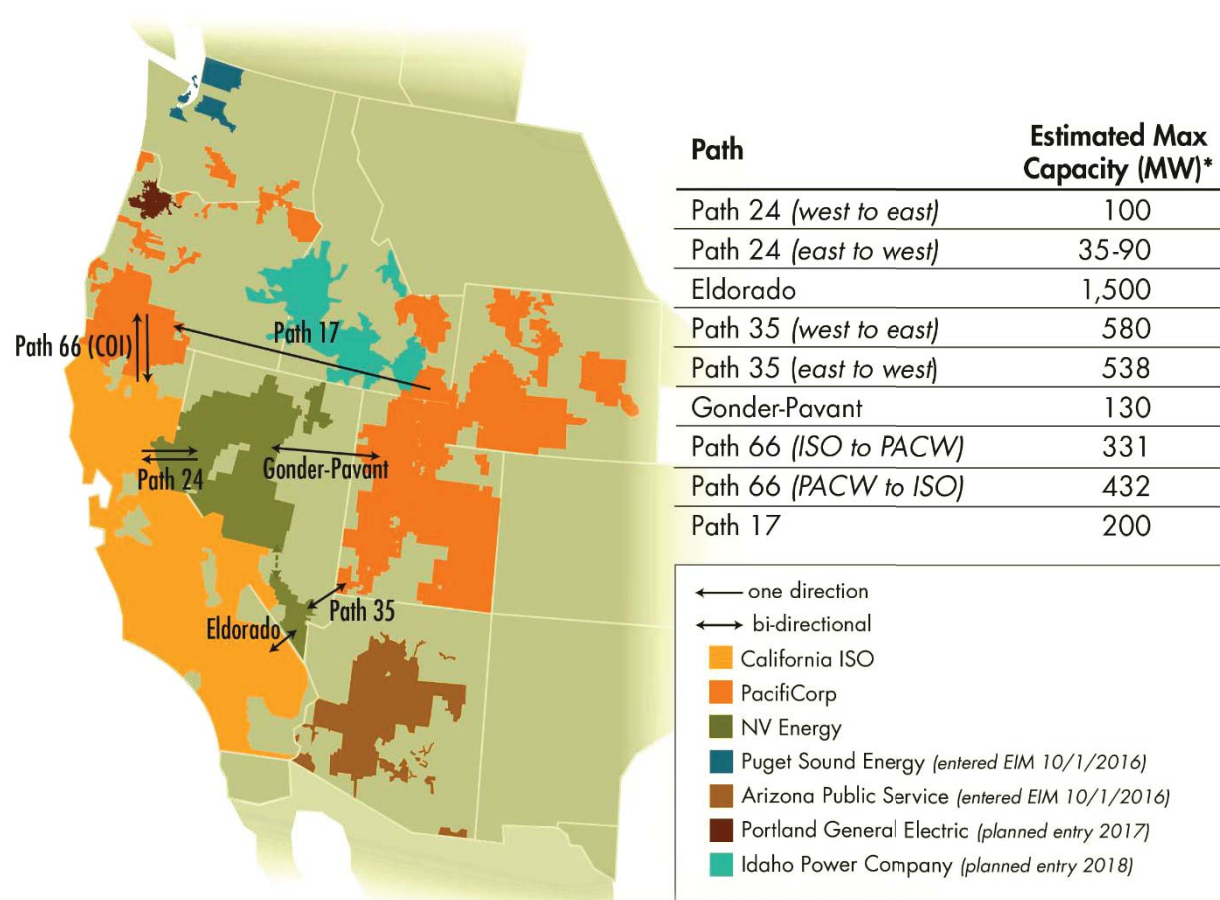 Path 66 (COI)
Path 17
Path 24
Gonder-Pavant
Path 35
Eldorado
Path Estimated Max Capacity (MW)*
Path 24 (west to east) 100
Path 24 (east to west) 35-90
Eldorado 1,500
Path 35 (west to east) 580
Path 35 (east to west) 538
Gonder-Pavant 130
Path 66 (ISO to PACW) 331
Path 66 (PACW to ISO) 432
Path 17 200
one direction
bi-directional
California ISO
PacifiCorp
NV Energy
Puget Sound Energy (entered EIM 10/1/2016)
Arizona Public Service (entered EIM 10/1/2016)
Portland General Electric (planned entry 2017)
Idaho Power Company (planned entry 2018)